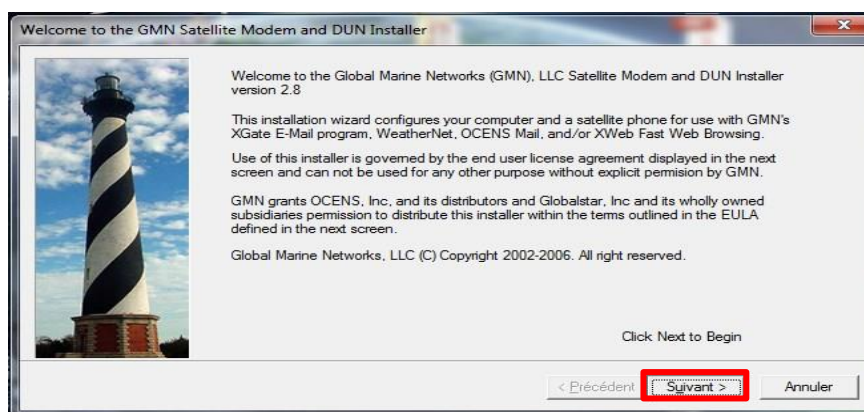 Welcome to the GMN Satellite Modem and DUN Installer
Welcome to the Global Marine Networks (GMN), LLC Satellite Modem and DUN Installer
version 2.8
This installation wizard configures your computer and a satellite phone for use with GMN's
XGate E-Mail program, WeatherNet, OCENS Mail, and/or XWeb Fast Web Browsing.
Use of this installer is governed by the end user license agreement displayed in the next
screen and can not be used for any other purpose without explicit permision by GMN.
GMN grants OCENS, Inc, and its distributors and Globalstar, Inc and its wholly owned
subsidiaries permission to distribute this installer within the terms outlined in the EULA
defined in the next screen.
Global Marine Networks, LLC (C) Copyright 2002-2006. All right reserved.
Click Next to Begin
< Précédent Suivant > Annuler